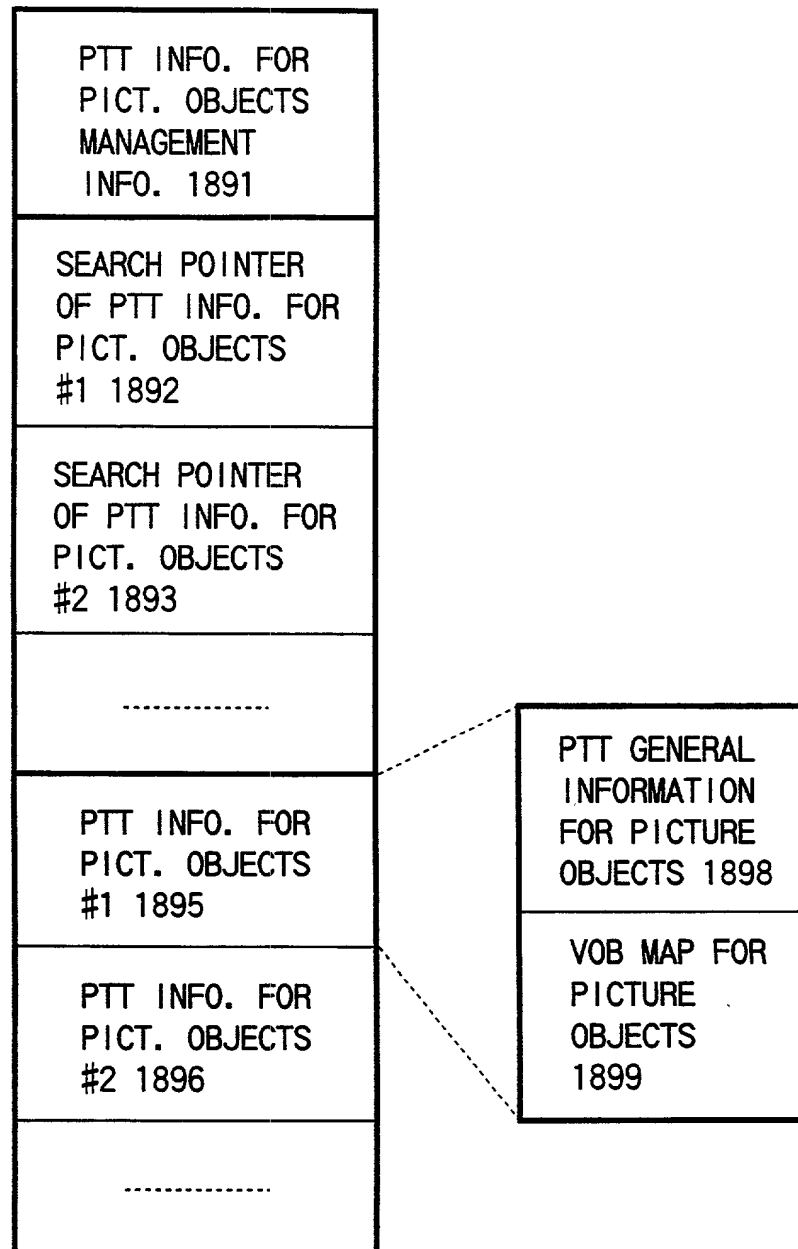 PTT INFO. FOR
PICT. OBJECTS
MANAGEMENT
INFO. 1891
SEARCH POINTER
OF PTT INFO. FOR
PICT. OBJECTS
#1 1892
SEARCH POINTER
OF PTT INFO. FOR
PICT. OBJECTS
#2 1893
PTT INFO. FOR
PICT. OBJECTS
#1 1895
PTT INFO. FOR
PICT. OBJECTS
#2 1896
PTT GENERAL
INFORMATION
FOR PICTURE
OBJECTS 1898
VOB MAP FOR
PICTURE
OBJECTS
1899